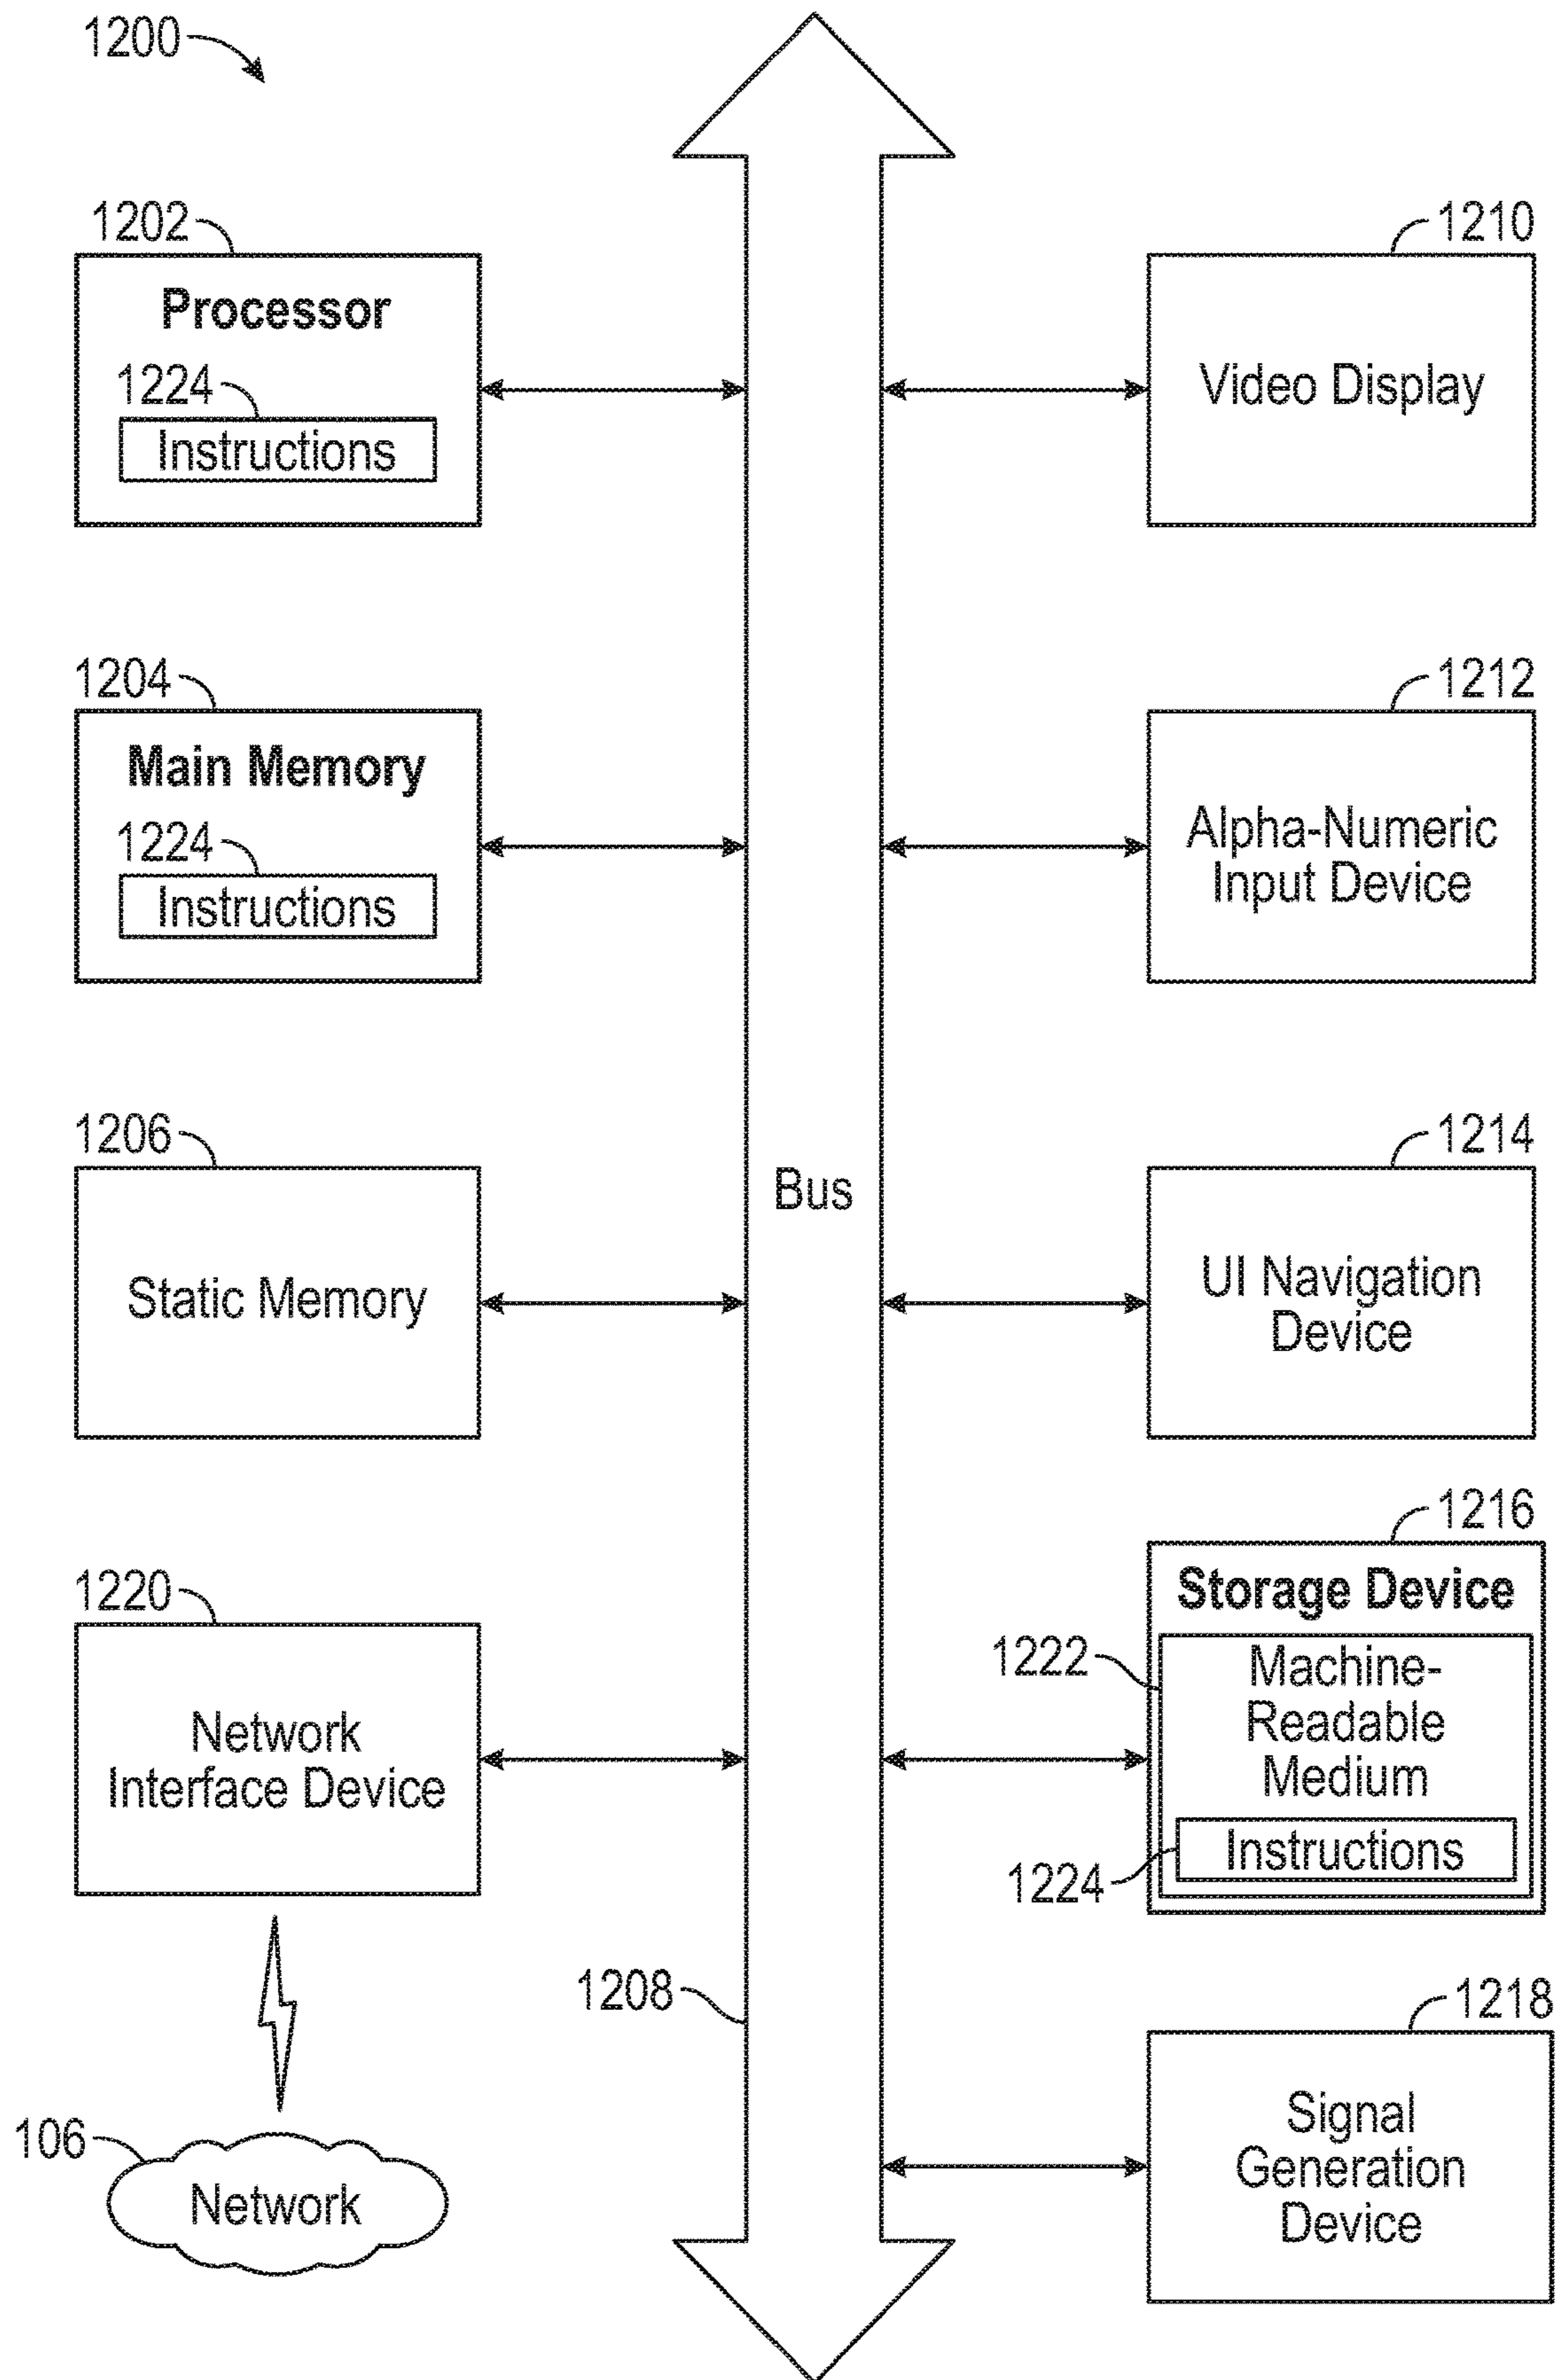 1200
1202
Processor
1224
Instructions
1204
Main Memory
1224
Instructions
1206
Static Memory
1220
Network
Interface Device
106
Network
Bus
1208
1210
Video Display
1212
Alpha-Numeric
Input Device
1214
UI Navigation
Device
1216
Storage Device
1222
Machine-
Readable
Medium
1224
Instructions
1218
Signal
Generation
Device